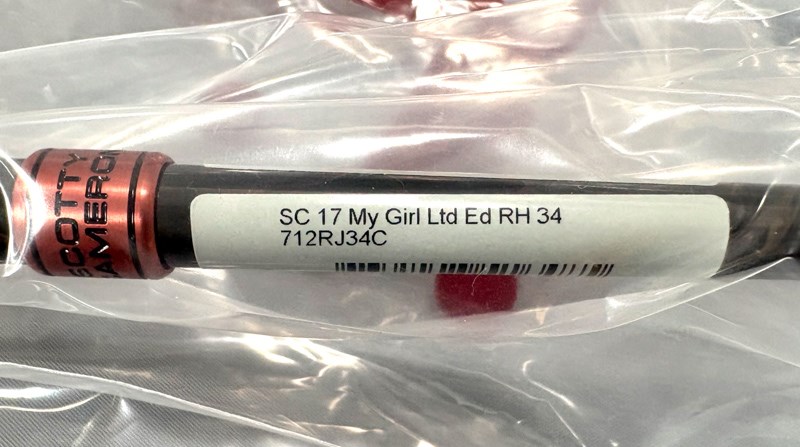 SCOTTY
CAMERON
SC 17 My Girl Ltd Ed RH 34
712RJ34C